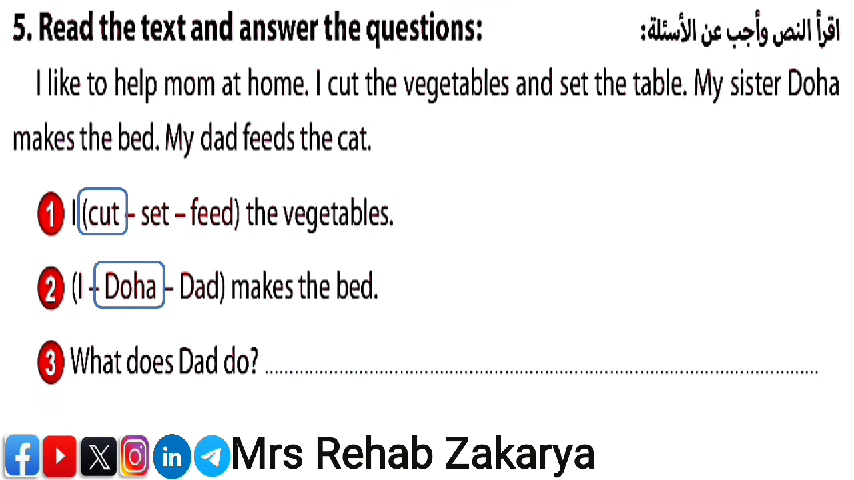 5. Read the text and answer the questions: اقرأ النص وأجب عن الأسئلة:
I like to help mom at home. I cut the vegetables and set the table. My sister Doha
makes the bed. My dad feeds the cat.
1 I (cut – set – feed) the vegetables.
2 (I – Doha – Dad) makes the bed.
3 What does Dad do? ........................................................................
Mrs Rehab Zakarya